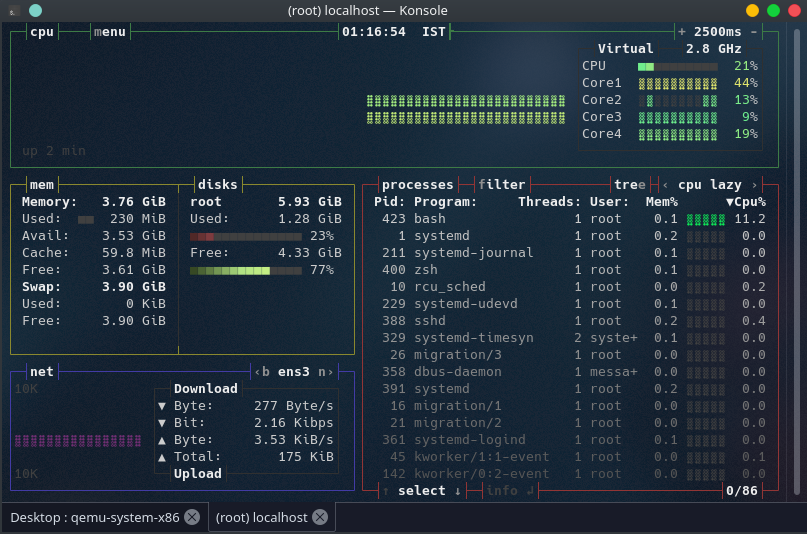 (root) localhost — Konsole
cpu menu 01:16:54 IST + 2500ms -
Virtual 2.8 GHz
CPU 21%
Core1 44%
Core2 13%
Core3 9%
Core4 19%
up 2 min
mem disks
Memory: 3.76 GiB root 5.93 GiB
Used: 230 MiB Used: 1.28 GiB
Avail: 3.53 GiB 23%
Cache: 59.8 MiB Free: 4.33 GiB
Free: 3.61 GiB 77%
Swap: 3.90 GiB
Used: 0 KiB
Free: 3.90 GiB
processes filter tree ‹ cpu lazy ›
Pid: Program: Threads: User: Mem% ▼Cpu%
423 bash 1 root 0.1 11.2
1 systemd 1 root 0.2 0.0
211 systemd-journal 1 root 0.2 0.0
400 zsh 1 root 0.1 0.0
10 rcu_sched 1 root 0.0 0.2
229 systemd-udevd 1 root 0.1 0.0
388 sshd 1 root 0.2 0.4
329 systemd-timesyn 2 syste+ 0.1 0.0
26 migration/3 1 root 0.0 0.0
358 dbus-daemon 1 messa+ 0.1 0.0
391 systemd 1 root 0.2 0.0
16 migration/1 1 root 0.0 0.0
21 migration/2 1 root 0.0 0.0
361 systemd-logind 1 root 0.1 0.0
45 kworker/1:1-event 1 root 0.0 0.1
142 kworker/0:2-event 1 root 0.0 0.0
↑ select ↓ info ↲ 0/86
net ‹b ens3 n›
10K
Download
▼ Byte: 277 Byte/s
▼ Bit: 2.16 Kibps
▲ Byte: 3.53 KiB/s
▲ Total: 175 KiB
10K
Upload
Desktop : qemu-system-x86 (root) localhost